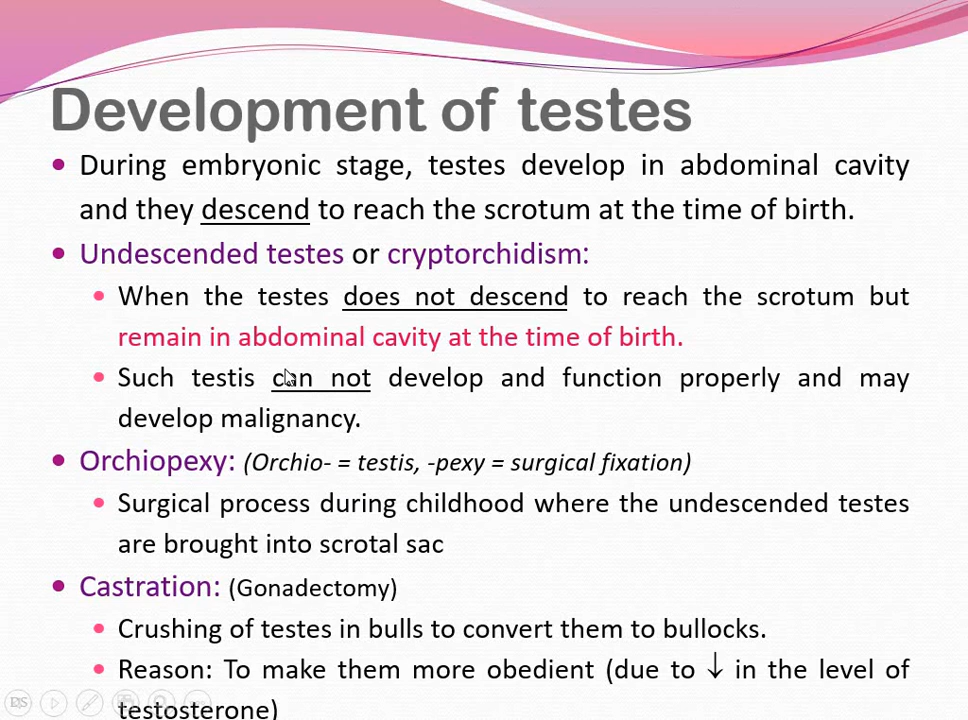 Development of testes
• During embryonic stage, testes develop in abdominal cavity
and they descend to reach the scrotum at the time of birth.
• Undescended testes or cryptorchidism:
• When the testes does not descend to reach the scrotum but
remain in abdominal cavity at the time of birth.
• Such testis can not develop and function properly and may
develop malignancy.
• Orchiopexy: (Orchio- = testis, -pexy = surgical fixation)
• Surgical process during childhood where the undescended testes
are brought into scrotal sac
• Castration: (Gonadectomy)
• Crushing of testes in bulls to convert them to bullocks.
• Reason: To make them more obedient (due to ↓ in the level of
testosterone)